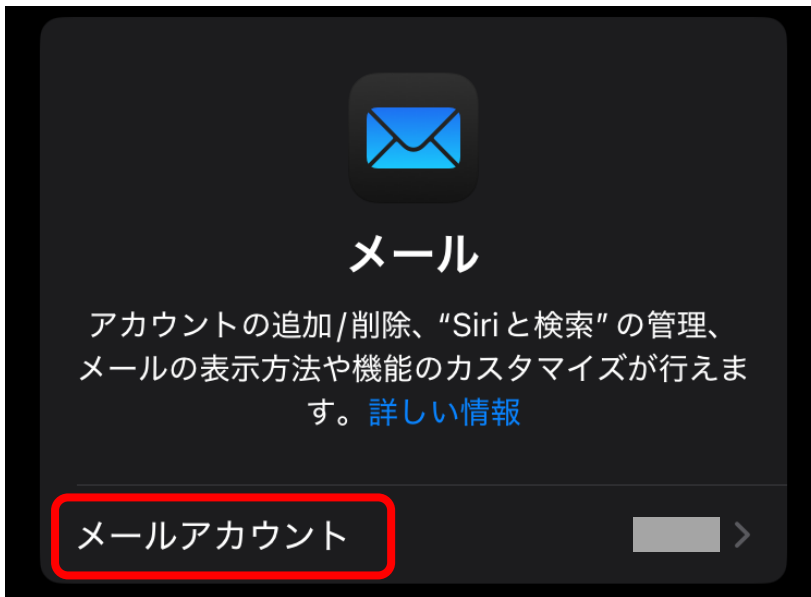 メール
アカウントの追加/削除、“Siriと検索” の管理、
メールの表示方法や機能のカスタマイズが行えま
す。詳しい情報
メールアカウント